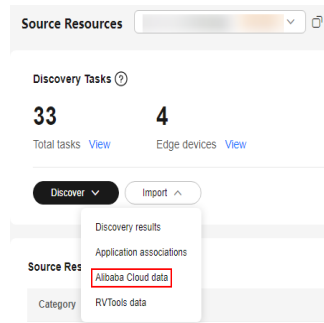 Source Resources
Discovery Tasks ?
33 4
Total tasks View Edge devices View
Discover Import
Discovery results
Application associations
Source Res
Alibaba Cloud data
Category
RVTools data